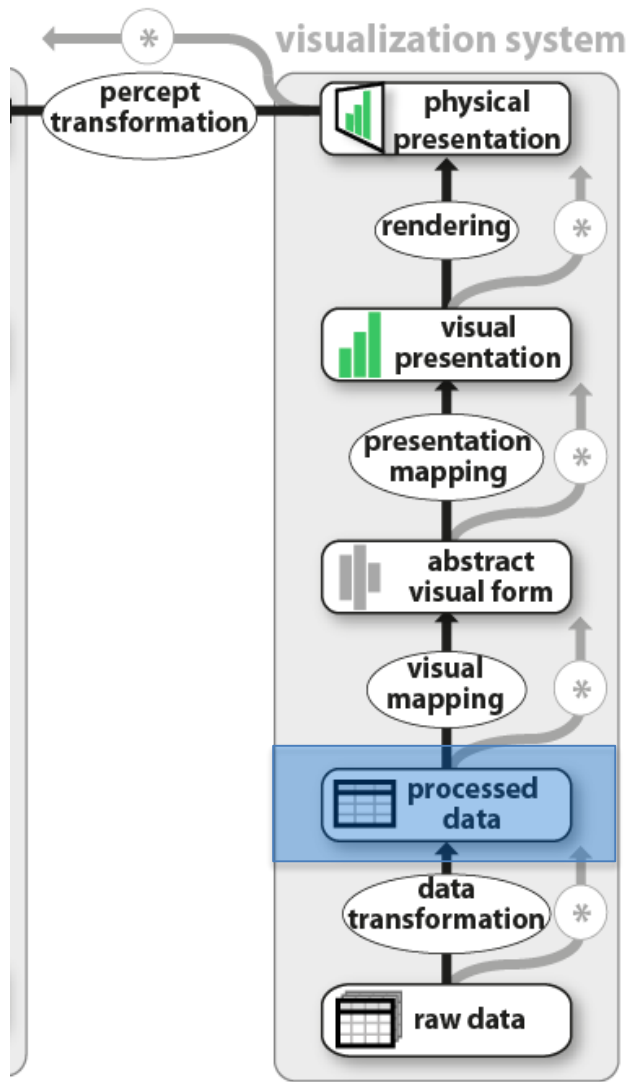 *
visualization system
percept
transformation
physical
presentation
rendering
*
visual
presentation
presentation
mapping
*
abstract
visual form
visual
mapping
*
processed
data
data
transformation
*
raw data